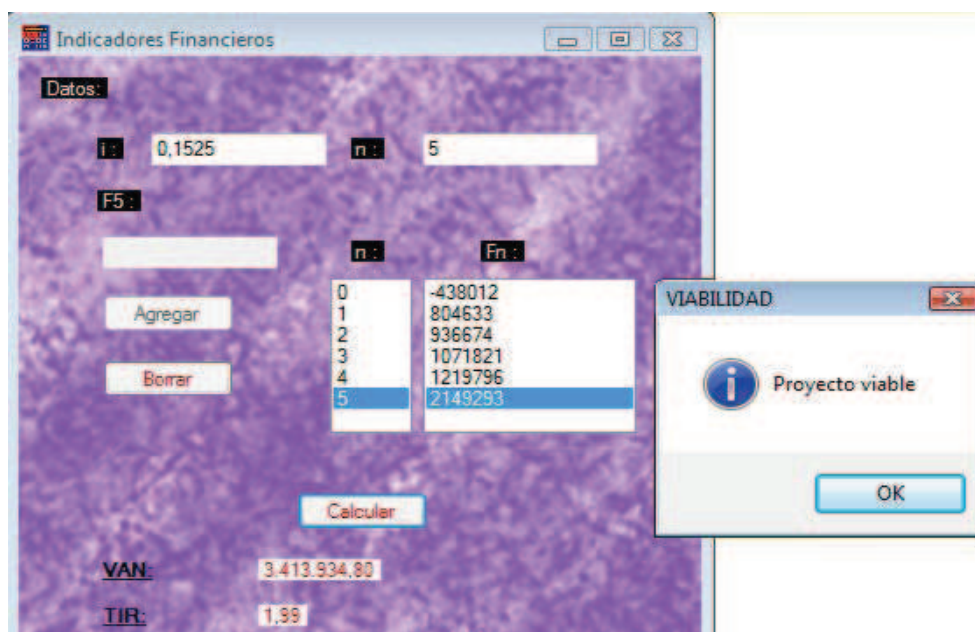 Indicadores Financieros
Datos:
i : 0,1525 n : 5
F5 :
n : Fn :
0 -438012
1 804633
2 936674
3 1071821
4 1219796
5 2149293
Agregar
Borrar
Calcular
VAN: 3.413.934,80
TIR: 1,99
VIABILIDAD
Proyecto viable
OK